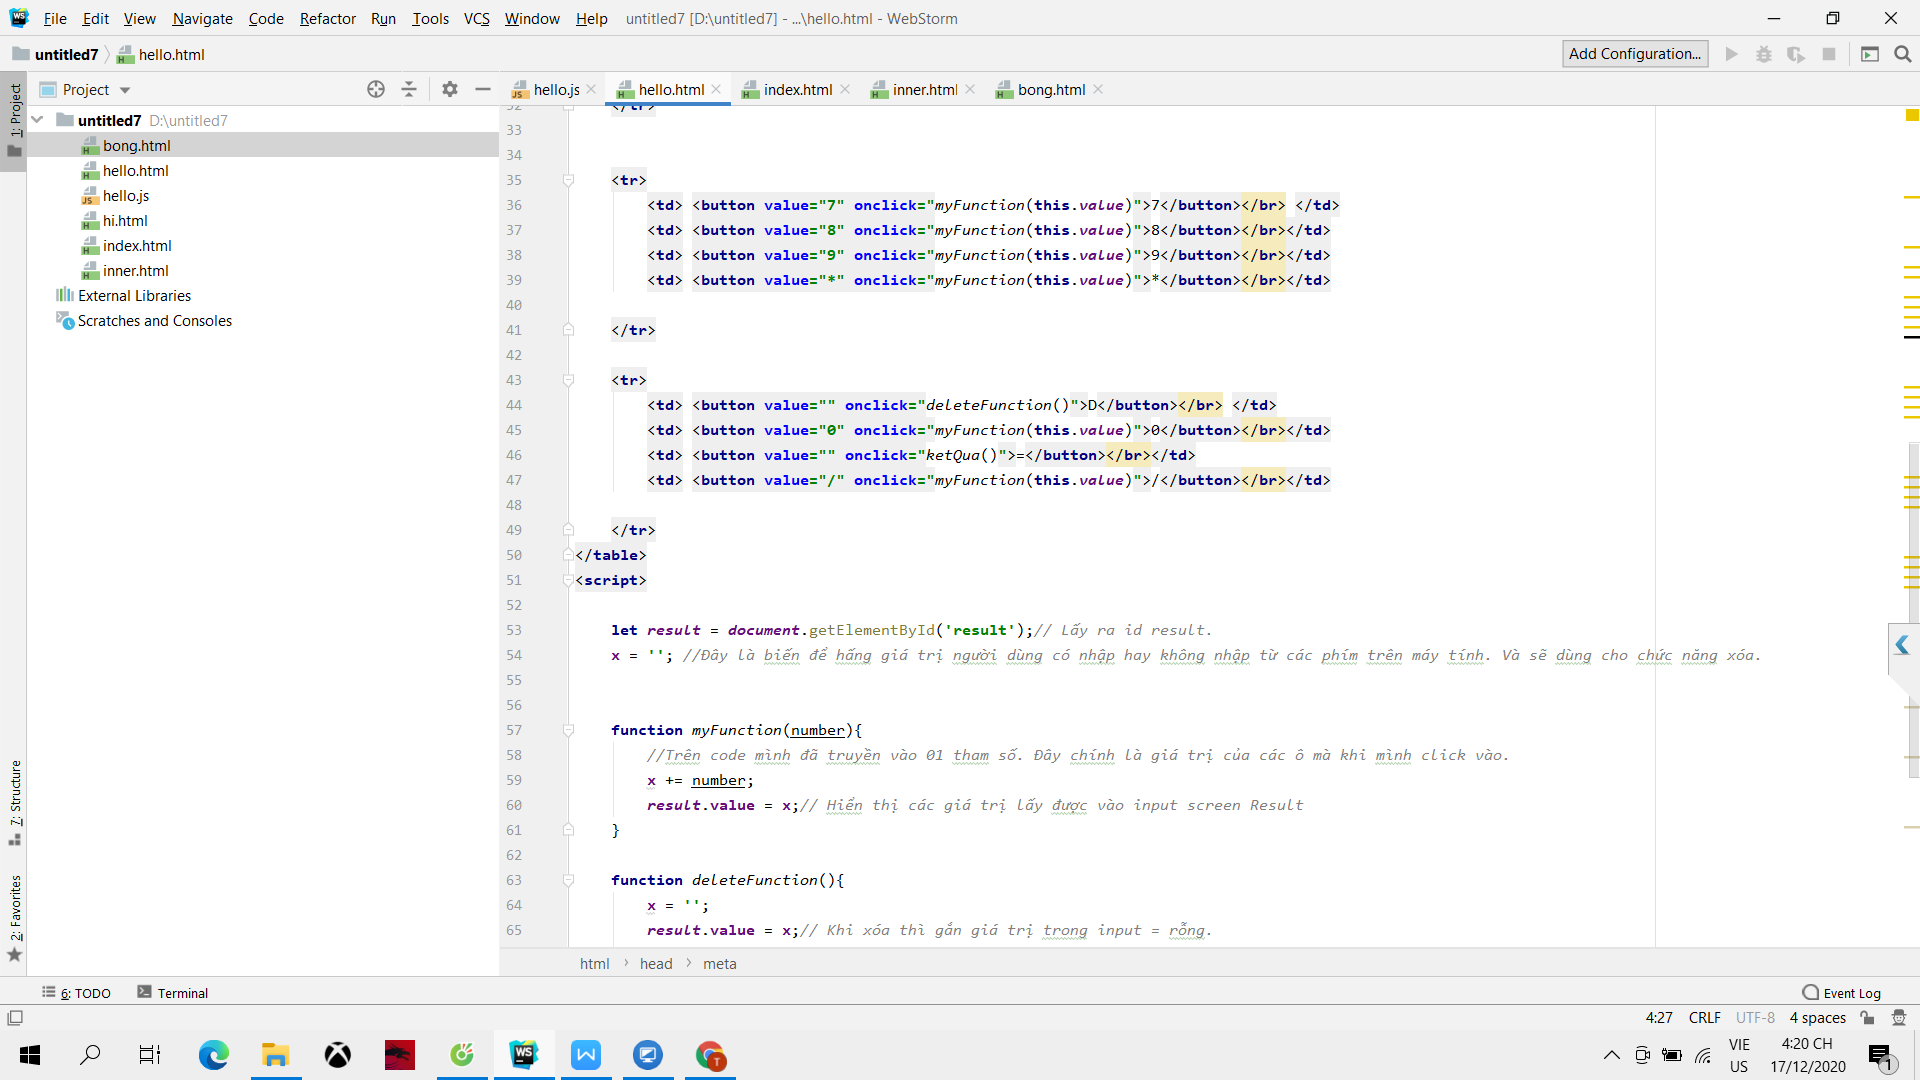 File Edit View Navigate Code Refactor Run Tools VCS Window Help untitled7 [D:\untitled7] - ...\hello.html - WebStorm
untitled7 hello.html Add Configuration...
1: Project
Project
hello.js hello.html index.html inner.html bong.html
untitled7 D:\untitled7
bong.html
hello.html
hello.js
hi.html
index.html
inner.html
External Libraries
Scratches and Consoles
32 </tr>
33
34
35 <tr>
36 <td> <button value="7" onclick="myFunction(this.value)">7</button></br> </td>
37 <td> <button value="8" onclick="myFunction(this.value)">8</button></br></td>
38 <td> <button value="9" onclick="myFunction(this.value)">9</button></br></td>
39 <td> <button value="*" onclick="myFunction(this.value)">*</button></br></td>
40
41 </tr>
42
43 <tr>
44 <td> <button value="" onclick="deleteFunction()">D</button></br> </td>
45 <td> <button value="0" onclick="myFunction(this.value)">0</button></br></td>
46 <td> <button value="" onclick="ketQua()">=</button></br></td>
47 <td> <button value="/" onclick="myFunction(this.value)">/</button></br></td>
48
49 </tr>
50 </table>
51 <script>
52
53 let result = document.getElementById('result');// Lấy ra id result.
54 x = ''; //Đây là biến để hấng giá trị người dùng có nhập hay không nhập từ các phím trên máy tính. Và sẽ dùng cho chức năng xóa.
55
56
57 function myFunction(number){
58 //Trên code mình đã truyền vào 01 tham số. Đây chính là giá trị của các ô mà khi mình click vào.
59 x += number;
60 result.value = x;// Hiển thị các giá trị lấy được vào input screen Result
61 }
62
63 function deleteFunction(){
64 x = '';
65 result.value = x;// Khi xóa thì gắn giá trị trong input = rỗng.
7: Structure
2: Favorites
html head meta
6: TODO Terminal Event Log
4:27 CRLF UTF-8 4 spaces
VIE
US
4:20 CH
17/12/2020
1